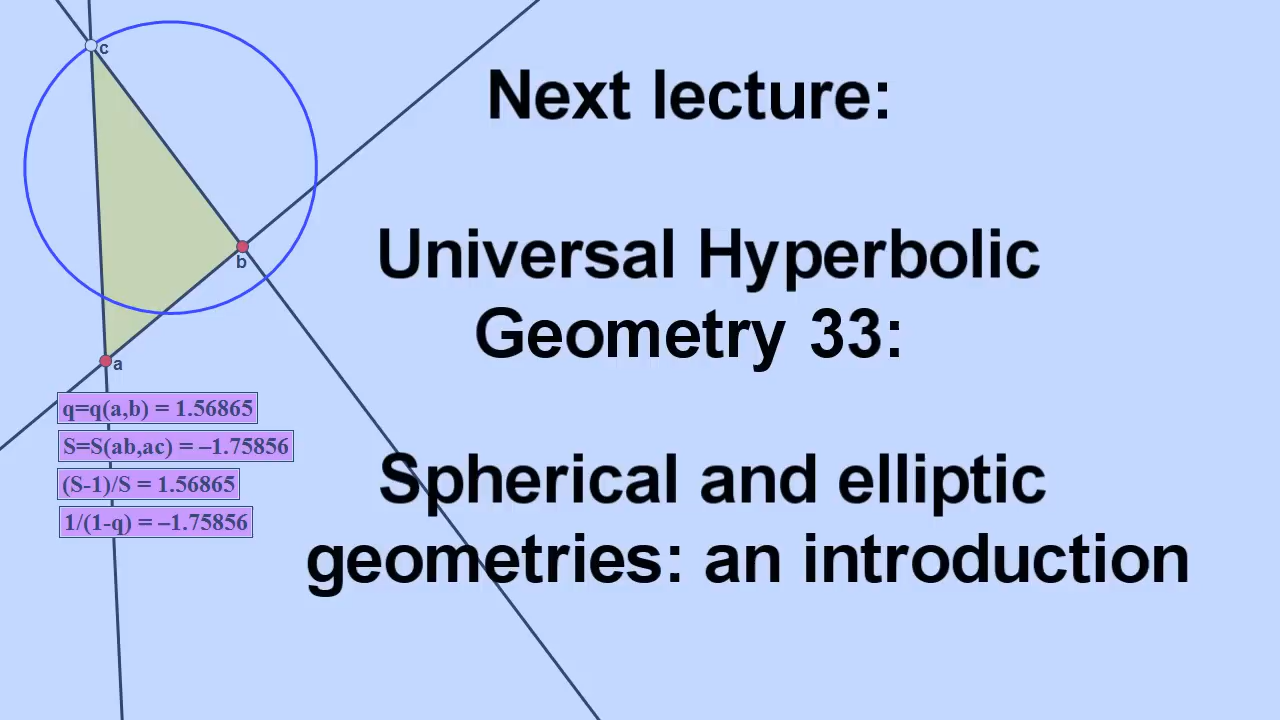 c
b
a
q=q(a,b) = 1.56865
S=S(ab,ac) = –1.75856
(S-1)/S = 1.56865
1/(1-q) = –1.75856
Next lecture:
Universal Hyperbolic
Geometry 33:
Spherical and elliptic
geometries: an introduction